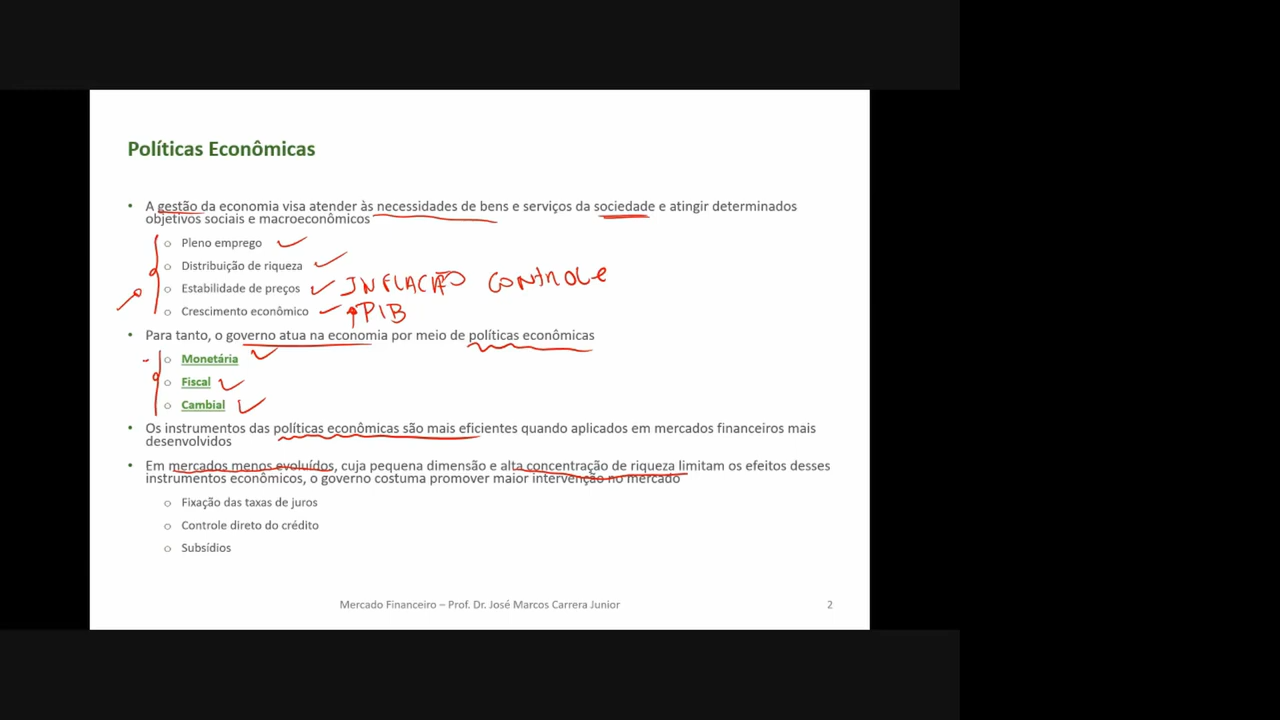 Políticas Econômicas
• A gestão da economia visa atender às necessidades de bens e serviços da sociedade e atingir determinados
objetivos sociais e macroeconômicos
o Pleno emprego
o Distribuição de riqueza
o Estabilidade de preços INFLAÇÃO CONTROLE
o Crescimento econômico ↑PIB
• Para tanto, o governo atua na economia por meio de políticas econômicas
o Monetária
o Fiscal
o Cambial
• Os instrumentos das políticas econômicas são mais eficientes quando aplicados em mercados financeiros mais
desenvolvidos
• Em mercados menos evoluídos, cuja pequena dimensão e alta concentração de riqueza limitam os efeitos desses
instrumentos econômicos, o governo costuma promover maior intervenção no mercado
o Fixação das taxas de juros
o Controle direto do crédito
o Subsídios
Mercado Financeiro – Prof. Dr. José Marcos Carrera Junior 2